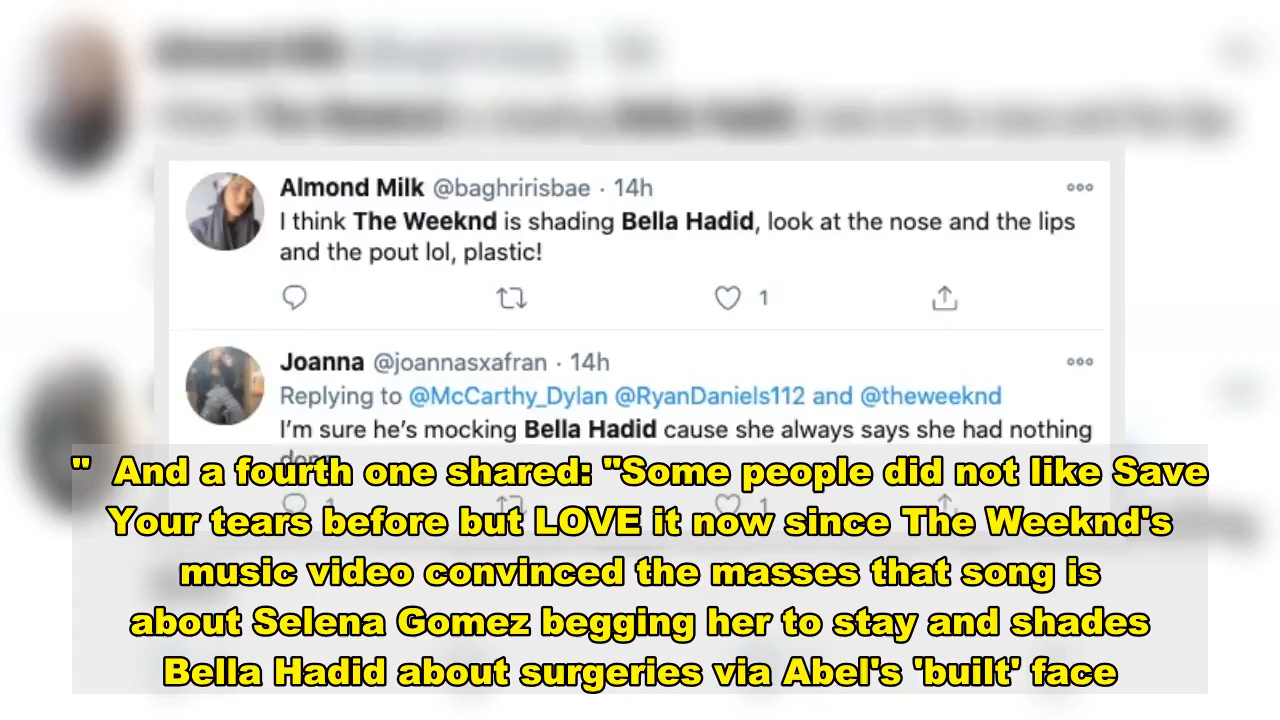 Almond Milk @baghririsbae · 14h
I think The Weeknd is shading Bella Hadid, look at the nose and the lips
and the pout lol, plastic!
1
Joanna @joannasxafran · 14h
Replying to @McCarthy_Dylan @RyanDaniels112 and @theweeknd
I'm sure he's mocking Bella Hadid cause she always says she had nothing
done
1 1
" And a fourth one shared: "Some people did not like Save
Your tears before but LOVE it now since The Weeknd's
music video convinced the masses that song is
about Selena Gomez begging her to stay and shades
Bella Hadid about surgeries via Abel's 'built' face